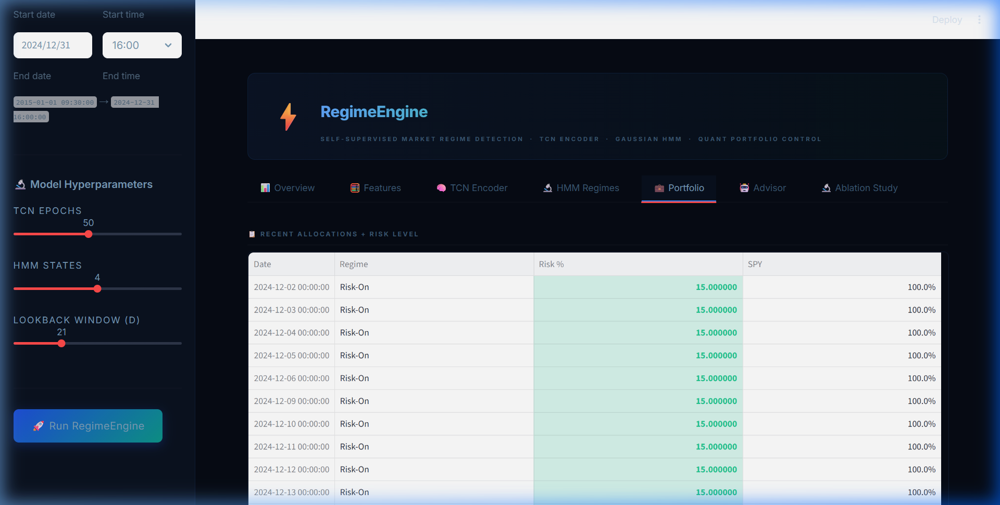 Start date Start time
2024/12/31 16:00
End date End time
2015-01-01 09:30:00 → 2024-12-31
16:00:00
Model Hyperparameters
TCN EPOCHS
50
HMM STATES
4
LOOKBACK WINDOW (D)
21
Run RegimeEngine
Deploy
RegimeEngine
SELF-SUPERVISED MARKET REGIME DETECTION · TCN ENCODER · GAUSSIAN HMM · QUANT PORTFOLIO CONTROL
Overview Features TCN Encoder HMM Regimes Portfolio Advisor Ablation Study
RECENT ALLOCATIONS + RISK LEVEL
Date Regime Risk % SPY
2024-12-02 00:00:00 Risk-On 15.000000 100.0%
2024-12-03 00:00:00 Risk-On 15.000000 100.0%
2024-12-04 00:00:00 Risk-On 15.000000 100.0%
2024-12-05 00:00:00 Risk-On 15.000000 100.0%
2024-12-06 00:00:00 Risk-On 15.000000 100.0%
2024-12-09 00:00:00 Risk-On 15.000000 100.0%
2024-12-10 00:00:00 Risk-On 15.000000 100.0%
2024-12-11 00:00:00 Risk-On 15.000000 100.0%
2024-12-12 00:00:00 Risk-On 15.000000 100.0%
2024-12-13 00:00:00 Risk-On 15.000000 100.0%